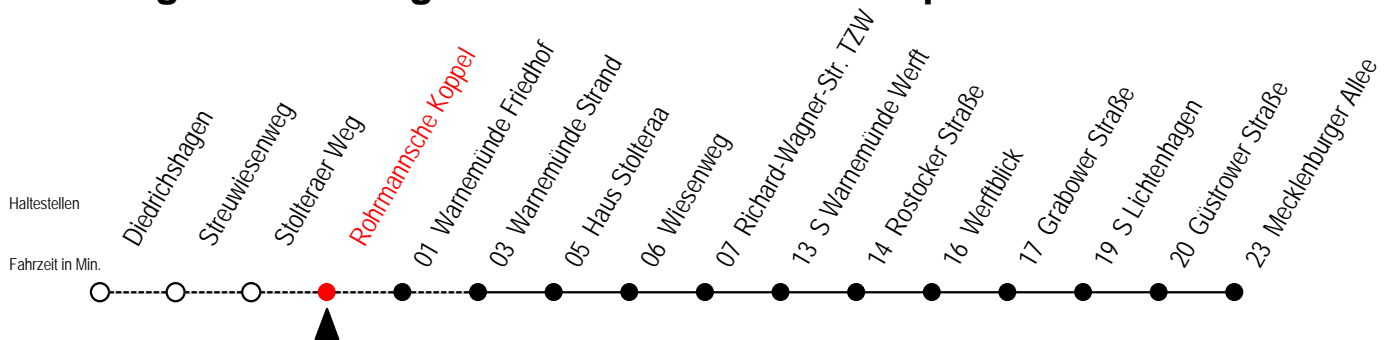 Haltestellen
Fahrzeit in Min.
Diedrichshagen
Streuwiesenweg
Stolteraer Weg
Rohrmannsche Koppel
01 Warnemünde Friedhof
03 Warnemünde Strand
05 Haus Stolteraa
06 Wiesenweg
07 Richard-Wagner-Str. TZW
13 S Warnemünde Werft
14 Rostocker Straße
16 Werftblick
17 Grabower Straße
19 S Lichtenhagen
20 Güstrower Straße
23 Mecklenburger Allee